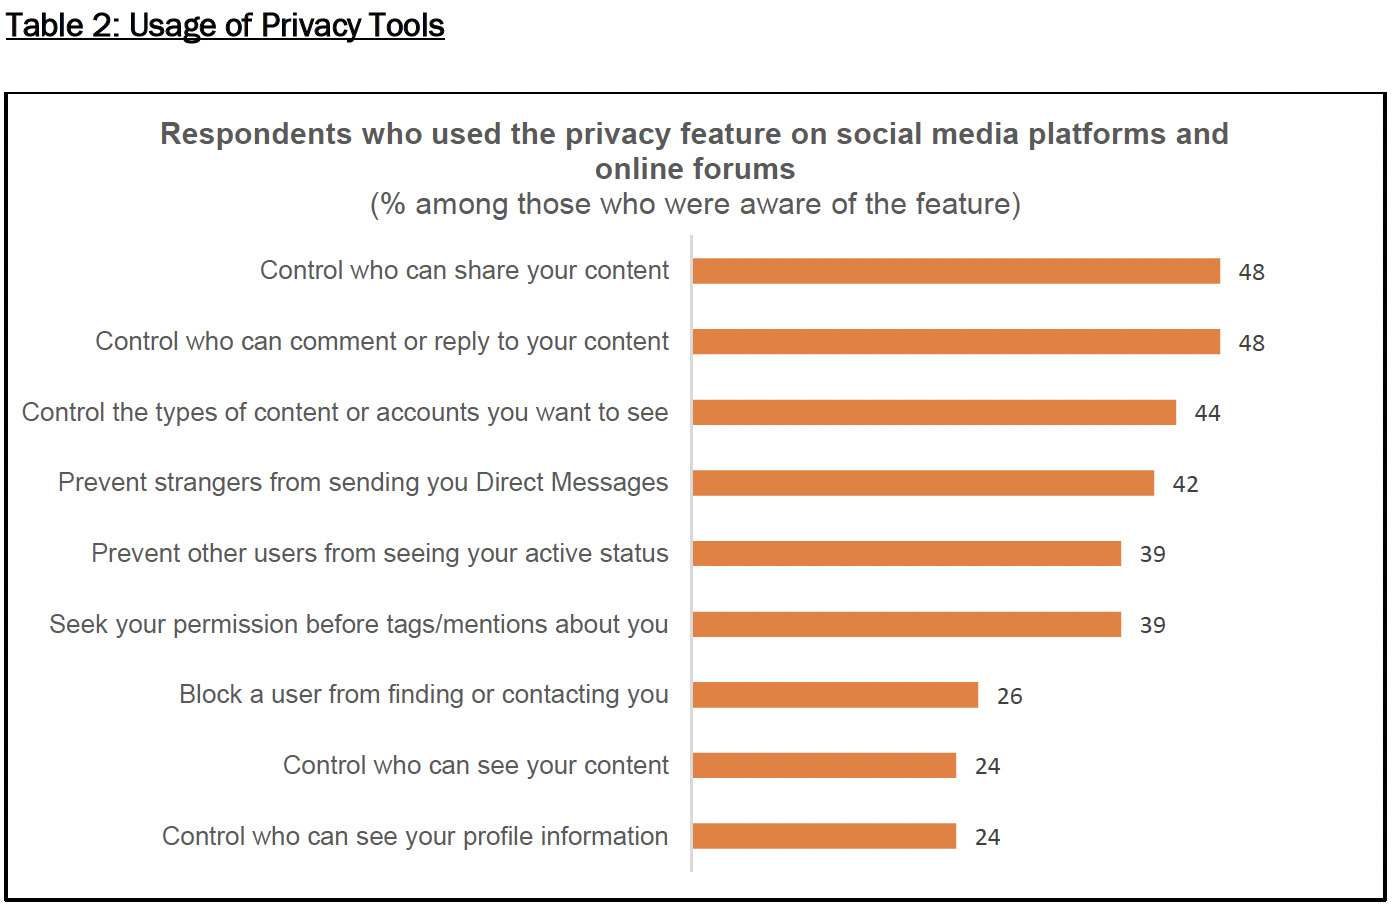 Table 2: Usage of Privacy Tools
Respondents who used the privacy feature on social media platforms and
online forums
(% among those who were aware of the feature)
Control who can share your content 48
Control who can comment or reply to your content 48
Control the types of content or accounts you want to see 44
Prevent strangers from sending you Direct Messages 42
Prevent other users from seeing your active status 39
Seek your permission before tags/mentions about you 39
Block a user from finding or contacting you 26
Control who can see your content 24
Control who can see your profile information 24